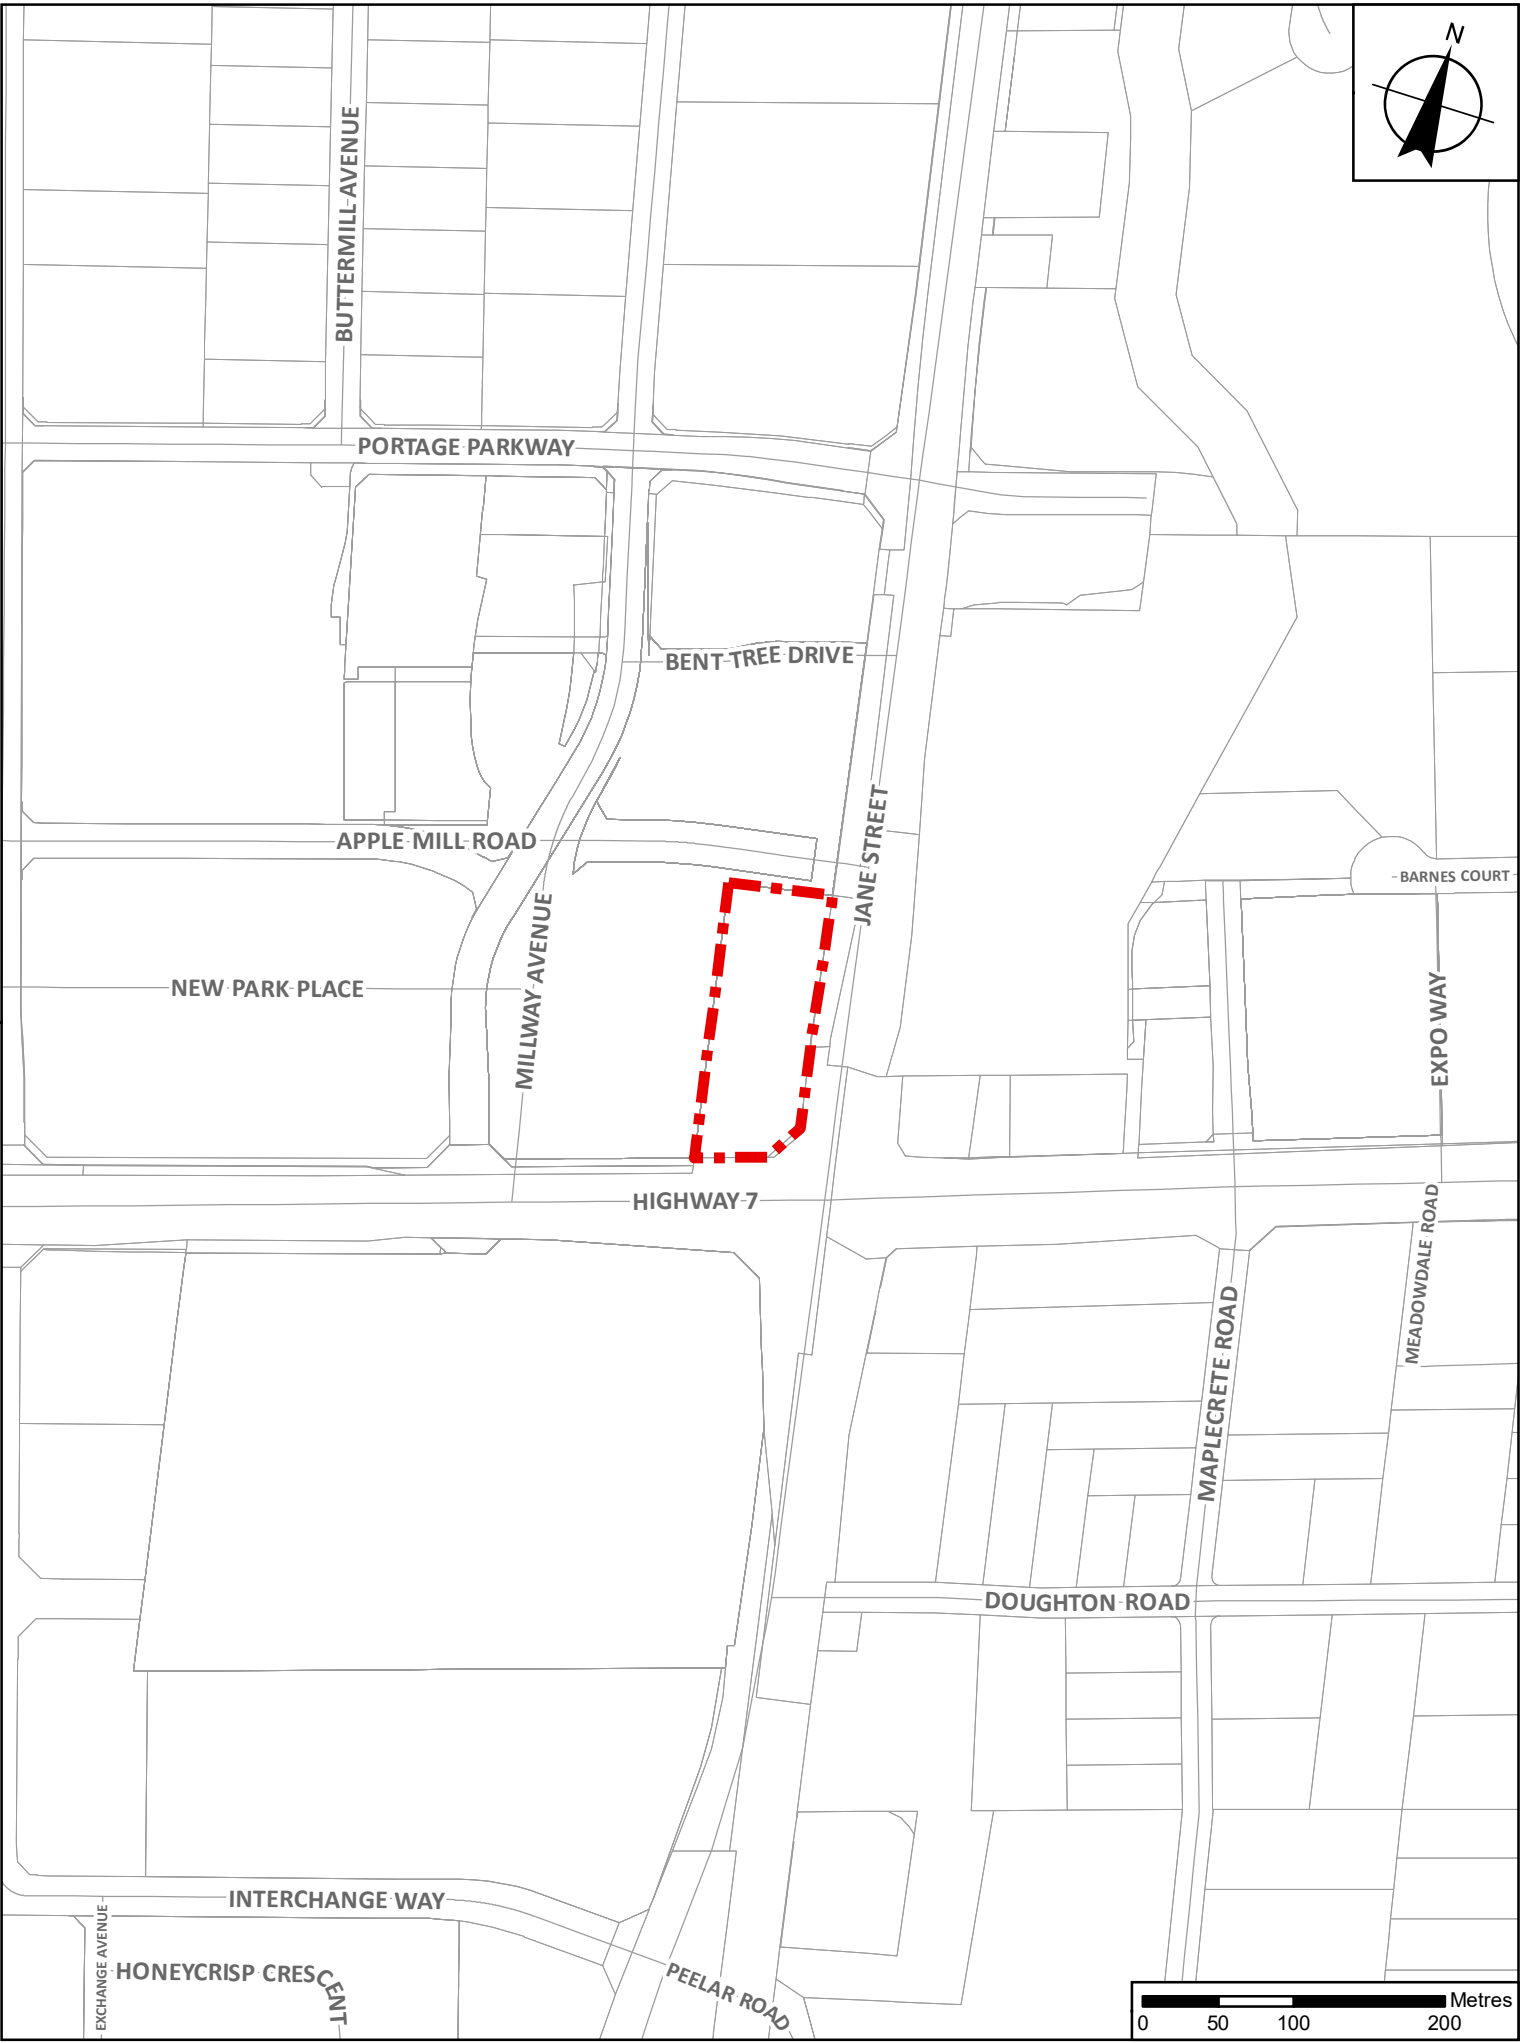 N
BUTTERMILL AVENUE
PORTAGE PARKWAY
BENT TREE DRIVE
JANE STREET
APPLE MILL ROAD
BARNES COURT
MILLWAY AVENUE
NEW PARK PLACE
EXPO WAY
HIGHWAY 7
MEADOWDALE ROAD
MAPLECRETE ROAD
DOUGHTON ROAD
INTERCHANGE WAY
EXCHANGE AVENUE
HONEYCRISP CRESCENT
PEELAR ROAD
Metres
0 50 100 200